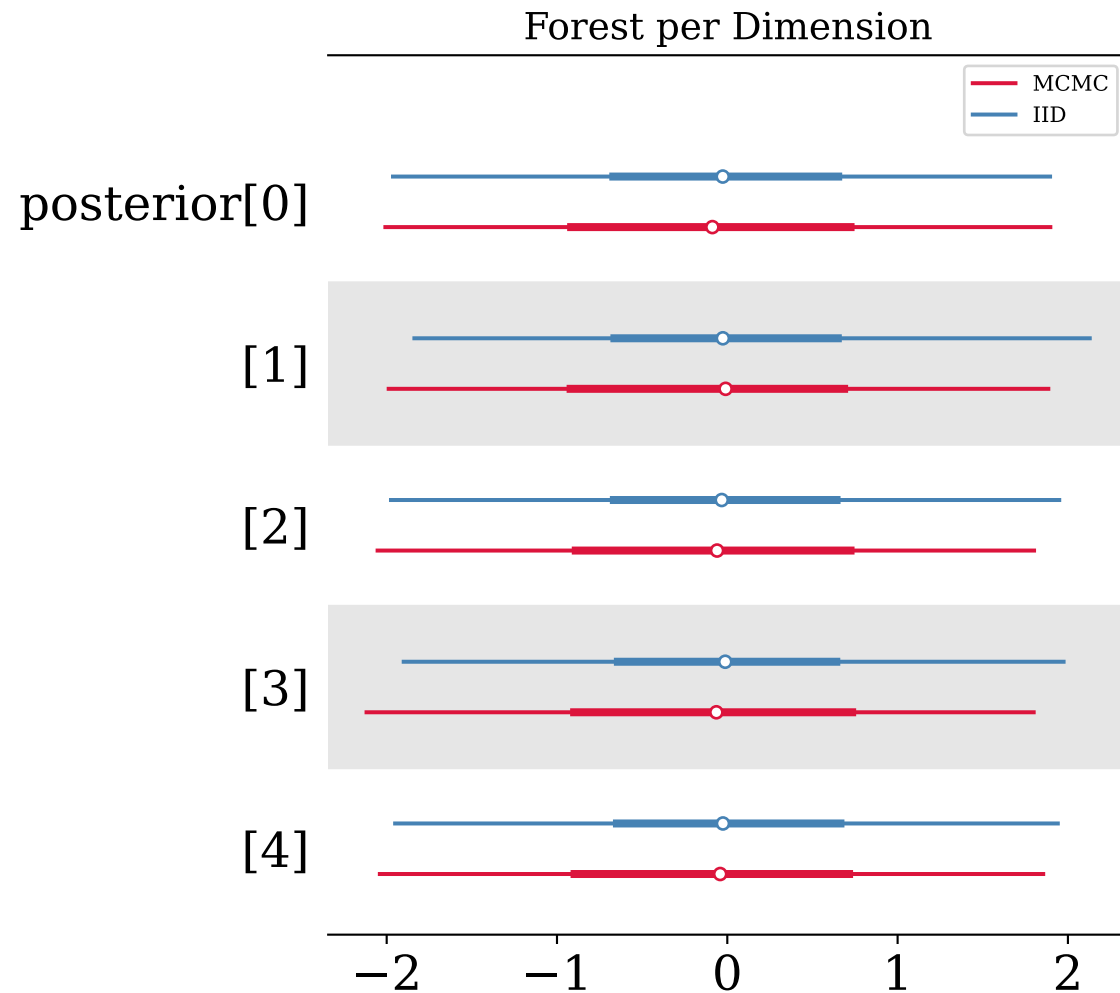 Forest per Dimension
MCMC
IID
posterior[0]
[1]
[2]
[3]
[4]
−2 −1 0 1 2